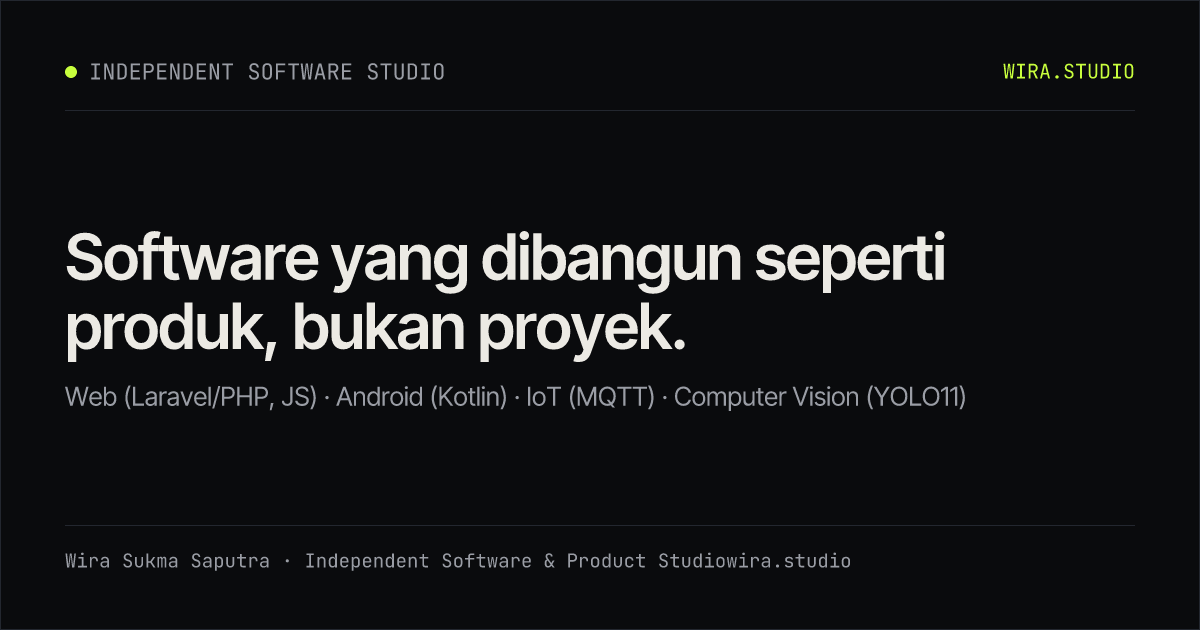 INDEPENDENT SOFTWARE STUDIO
WIRA.STUDIO
Software yang dibangun seperti
produk, bukan proyek.
Web (Laravel/PHP, JS) · Android (Kotlin) · IoT (MQTT) · Computer Vision (YOLO11)
Wira Sukma Saputra · Independent Software & Product Studiowira.studio